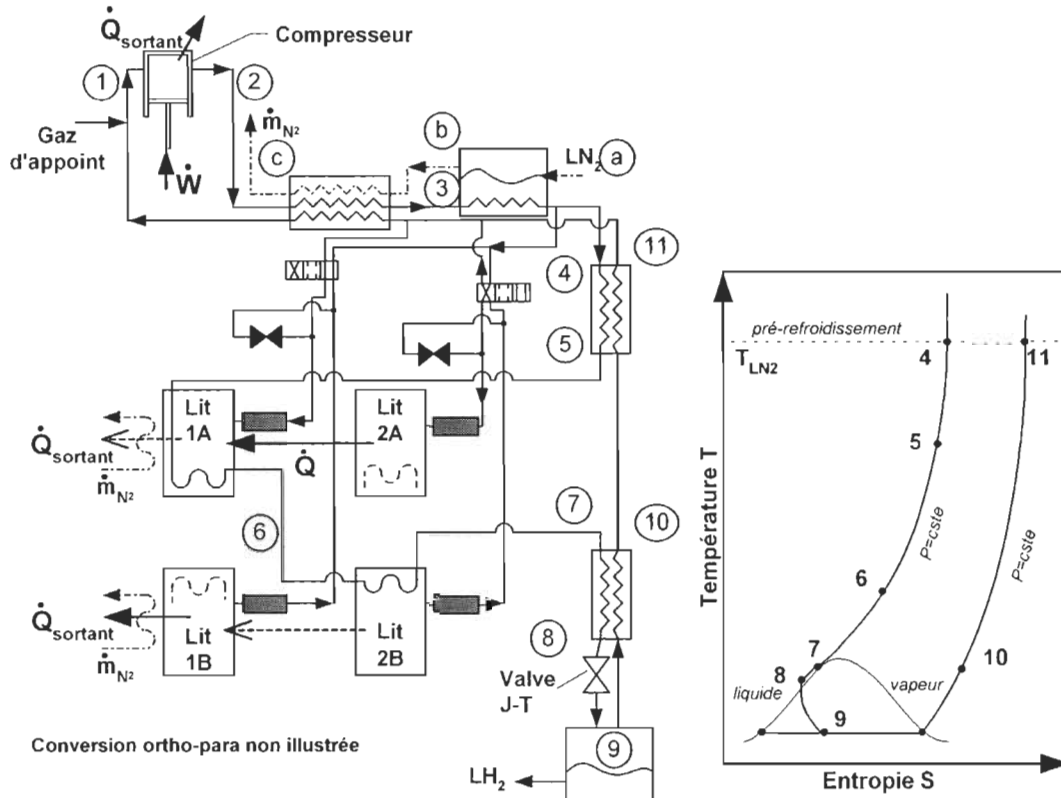 Q̇sortant
Compresseur
1
2
Gaz
d'appoint
Ẇ
ṁN²
c
b
LN₂
a
3
4
11
5
Lit
1A
Lit
2A
Q̇
Q̇sortant
ṁN²
6
7
10
Lit
1B
Lit
2B
Q̇sortant
ṁN²
8
Valve
J-T
9
LH₂
Conversion ortho-para non illustrée
Température T
pré-refroidissement
TLN2
4
11
5
P=cste
P=cste
6
7
8
10
liquide
vapeur
9
Entropie S